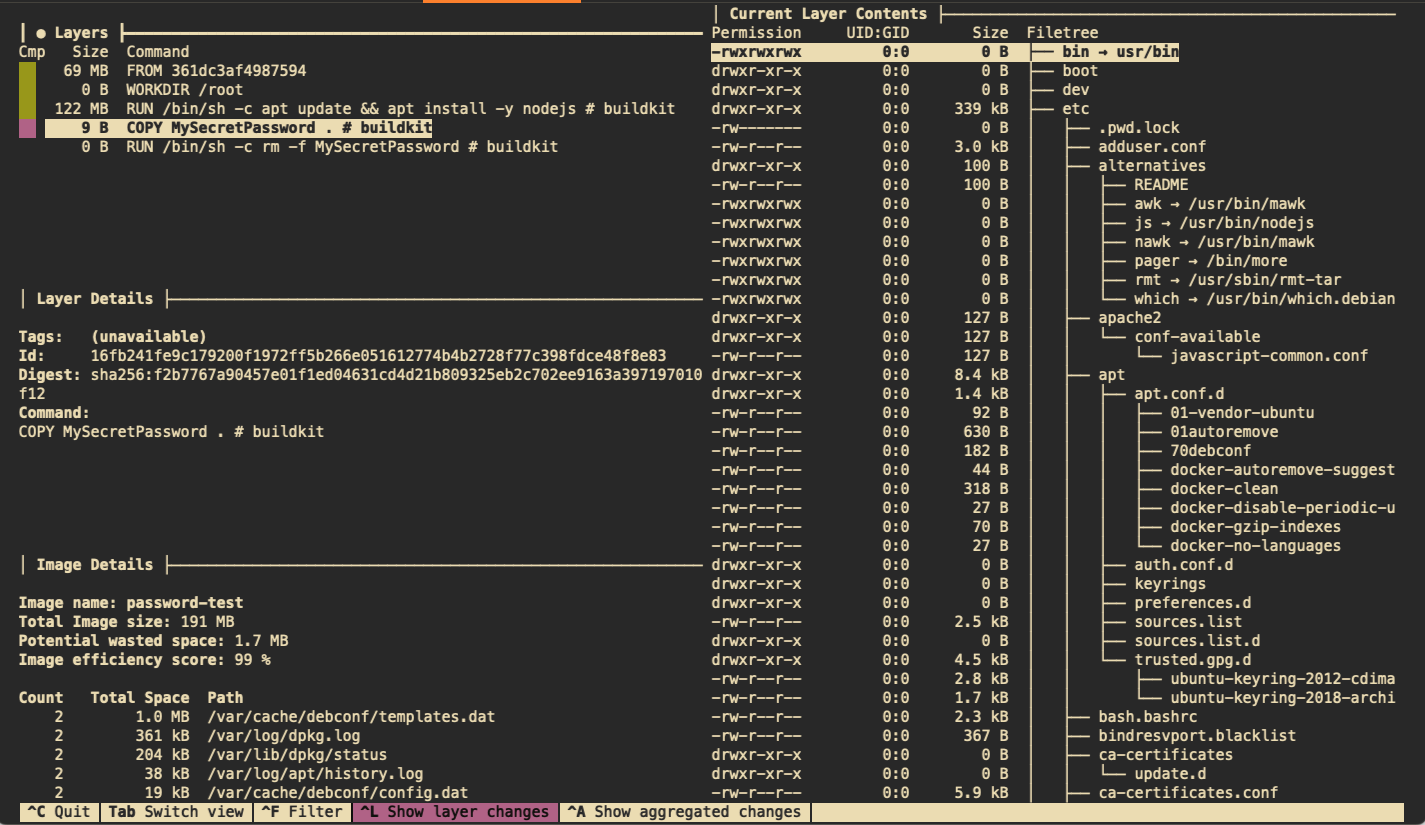 │ ● Layers ├
Cmp Size Command
69 MB FROM 361dc3af4987594
0 B WORKDIR /root
122 MB RUN /bin/sh -c apt update && apt install -y nodejs # buildkit
9 B COPY MySecretPassword . # buildkit
0 B RUN /bin/sh -c rm -f MySecretPassword # buildkit
│ Layer Details ├
Tags: (unavailable)
Id: 16fb241fe9c179200f1972ff5b266e051612774b4b2728f77c398fdce48f8e83
Digest: sha256:f2b7767a90457e01f1ed04631cd4d21b809325eb2c702ee9163a397197010
f12
Command:
COPY MySecretPassword . # buildkit
│ Image Details ├
Image name: password-test
Total Image size: 191 MB
Potential wasted space: 1.7 MB
Image efficiency score: 99 %
Count Total Space Path
2 1.0 MB /var/cache/debconf/templates.dat
2 361 kB /var/log/dpkg.log
2 204 kB /var/lib/dpkg/status
2 38 kB /var/log/apt/history.log
2 19 kB /var/cache/debconf/config.dat
│ Current Layer Contents ├
Permission UID:GID Size Filetree
-rwxrwxrwx 0:0 0 B ├── bin → usr/bin
drwxr-xr-x 0:0 0 B ├── boot
drwxr-xr-x 0:0 0 B ├── dev
drwxr-xr-x 0:0 339 kB ├── etc
-rw------- 0:0 0 B │ ├── .pwd.lock
-rw-r--r-- 0:0 3.0 kB │ ├── adduser.conf
drwxr-xr-x 0:0 100 B │ ├── alternatives
-rw-r--r-- 0:0 100 B │ │ ├── README
-rwxrwxrwx 0:0 0 B │ │ ├── awk → /usr/bin/mawk
-rwxrwxrwx 0:0 0 B │ │ ├── js → /usr/bin/nodejs
-rwxrwxrwx 0:0 0 B │ │ ├── nawk → /usr/bin/mawk
-rwxrwxrwx 0:0 0 B │ │ ├── pager → /bin/more
-rwxrwxrwx 0:0 0 B │ │ ├── rmt → /usr/sbin/rmt-tar
-rwxrwxrwx 0:0 0 B │ │ └── which → /usr/bin/which.debian
drwxr-xr-x 0:0 127 B │ ├── apache2
drwxr-xr-x 0:0 127 B │ │ └── conf-available
-rw-r--r-- 0:0 127 B │ │ └── javascript-common.conf
drwxr-xr-x 0:0 8.4 kB │ ├── apt
drwxr-xr-x 0:0 1.4 kB │ │ ├── apt.conf.d
-rw-r--r-- 0:0 92 B │ │ │ ├── 01-vendor-ubuntu
-rw-r--r-- 0:0 630 B │ │ │ ├── 01autoremove
-rw-r--r-- 0:0 182 B │ │ │ ├── 70debconf
-rw-r--r-- 0:0 44 B │ │ │ ├── docker-autoremove-suggest
-rw-r--r-- 0:0 318 B │ │ │ ├── docker-clean
-rw-r--r-- 0:0 27 B │ │ │ ├── docker-disable-periodic-u
-rw-r--r-- 0:0 70 B │ │ │ ├── docker-gzip-indexes
-rw-r--r-- 0:0 27 B │ │ │ └── docker-no-languages
drwxr-xr-x 0:0 0 B │ │ ├── auth.conf.d
drwxr-xr-x 0:0 0 B │ │ ├── keyrings
drwxr-xr-x 0:0 0 B │ │ ├── preferences.d
-rw-r--r-- 0:0 2.5 kB │ │ ├── sources.list
drwxr-xr-x 0:0 0 B │ │ ├── sources.list.d
drwxr-xr-x 0:0 4.5 kB │ │ └── trusted.gpg.d
-rw-r--r-- 0:0 2.8 kB │ │ ├── ubuntu-keyring-2012-cdima
-rw-r--r-- 0:0 1.7 kB │ │ └── ubuntu-keyring-2018-archi
-rw-r--r-- 0:0 2.3 kB │ ├── bash.bashrc
-rw-r--r-- 0:0 367 B │ ├── bindresvport.blacklist
drwxr-xr-x 0:0 0 B │ ├── ca-certificates
drwxr-xr-x 0:0 0 B │ │ └── update.d
-rw-r--r-- 0:0 5.9 kB │ ├── ca-certificates.conf
^C Quit │ Tab Switch view │ ^F Filter │ ^L Show layer changes │ ^A Show aggregated changes │